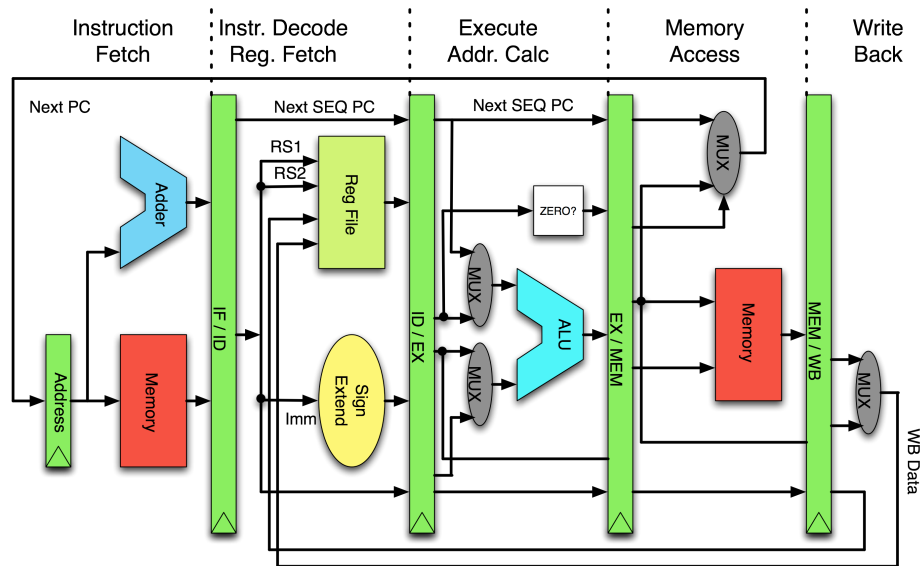 Instruction
Fetch
Instr. Decode
Reg. Fetch
Execute
Addr. Calc
Memory
Access
Write
Back
Next PC
Next SEQ PC
Next SEQ PC
RS1
RS2
Reg File
Adder
MUX
ZERO?
MUX
ALU
IF / ID
ID / EX
EX / MEM
MEM / WB
Memory
Address
Memory
Sign
Extend
Imm
MUX
MUX
WB Data